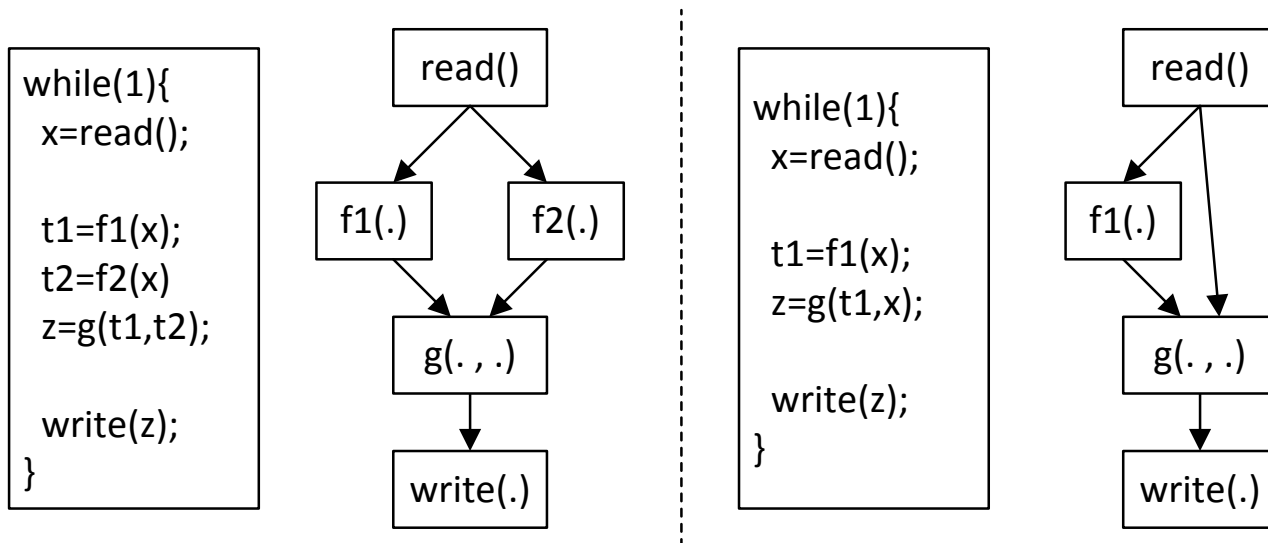 while(1){
x=read();
t1=f1(x);
t2=f2(x)
z=g(t1,t2);
write(z);
}
read()
f1(.)
f2(.)
g(. , .)
write(.)
while(1){
x=read();
t1=f1(x);
z=g(t1,x);
write(z);
}
read()
f1(.)
g(. , .)
write(.)